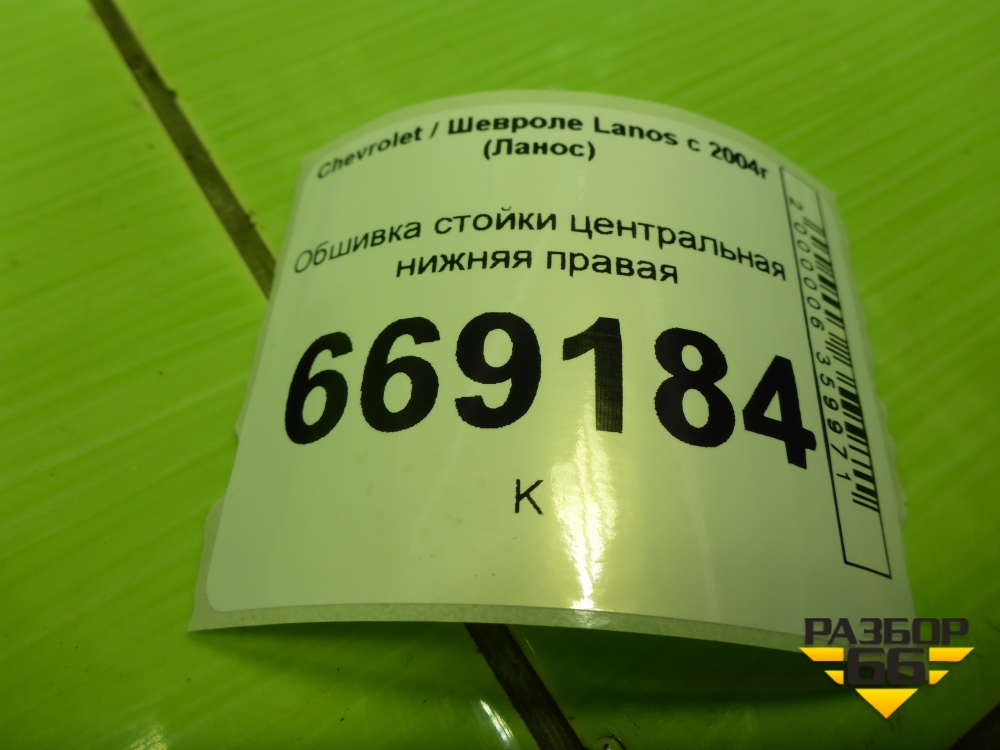 Chevrolet / Шевроле Lanos с 2004г
(Ланос)
Обшивка стойки центральная
нижняя правая
669184
К
2000006359971
РАЗБОР
66